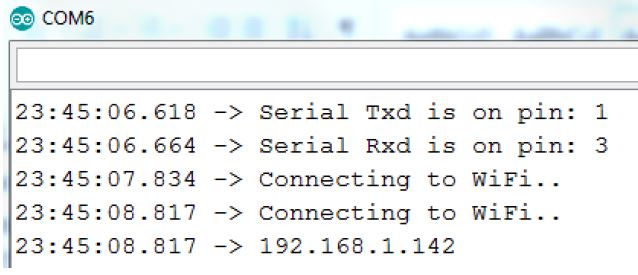 COM6
23:45:06.618 -> Serial Txd is on pin: 1
23:45:06.664 -> Serial Rxd is on pin: 3
23:45:07.834 -> Connecting to WiFi..
23:45:08.817 -> Connecting to WiFi..
23:45:08.817 -> 192.168.1.142